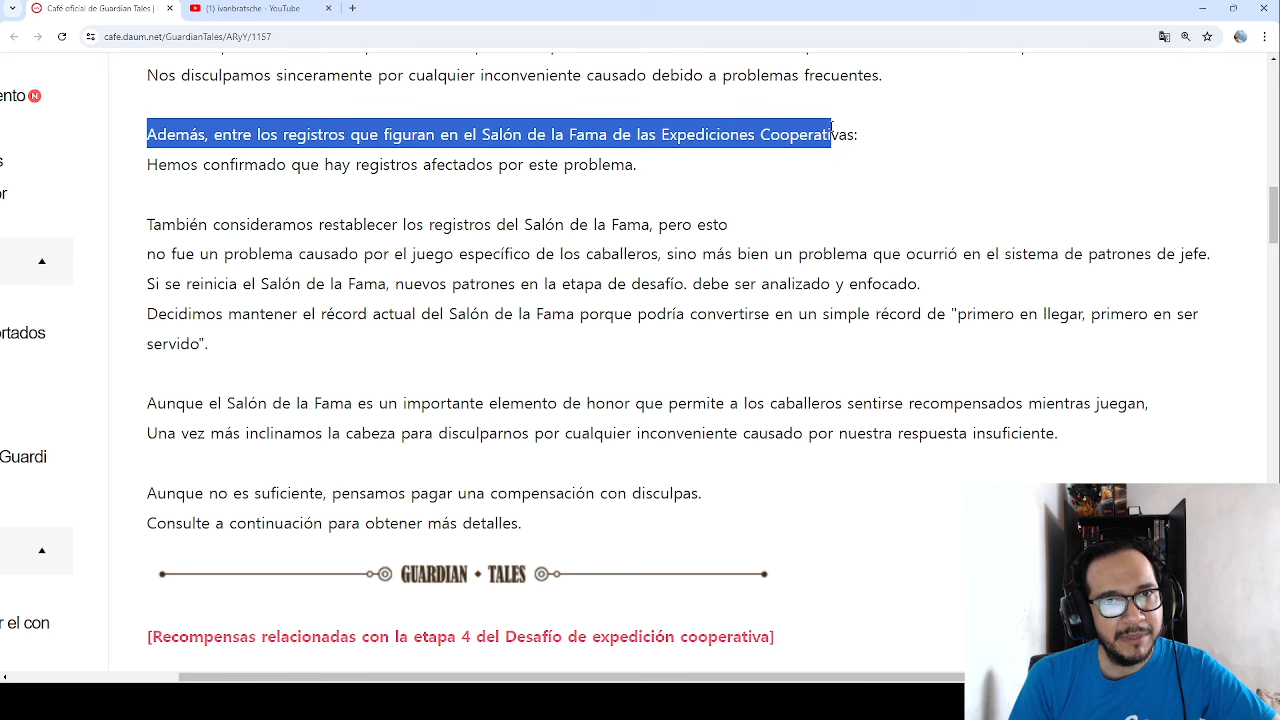 Café oficial de Guardian Tales |
(1) ivanbratsche - YouTube
cafe.daum.net/GuardianTales/ARyY/1157
Nos disculpamos sinceramente por cualquier inconveniente causado debido a problemas frecuentes.
ento N
Además, entre los registros que figuran en el Salón de la Fama de las Expediciones Cooperativas:
s
Hemos confirmado que hay registros afectados por este problema.
or
También consideramos restablecer los registros del Salón de la Fama, pero esto
no fue un problema causado por el juego específico de los caballeros, sino más bien un problema que ocurrió en el sistema de patrones de jefe.
Si se reinicia el Salón de la Fama, nuevos patrones en la etapa de desafío. debe ser analizado y enfocado.
Decidimos mantener el récord actual del Salón de la Fama porque podría convertirse en un simple récord de "primero en llegar, primero en ser
ortados
servido".
Aunque el Salón de la Fama es un importante elemento de honor que permite a los caballeros sentirse recompensados mientras juegan,
Una vez más inclinamos la cabeza para disculparnos por cualquier inconveniente causado por nuestra respuesta insuficiente.
Guardi
Aunque no es suficiente, pensamos pagar una compensación con disculpas.
Consulte a continuación para obtener más detalles.
GUARDIAN TALES
r el con
[Recompensas relacionadas con la etapa 4 del Desafío de expedición cooperativa]